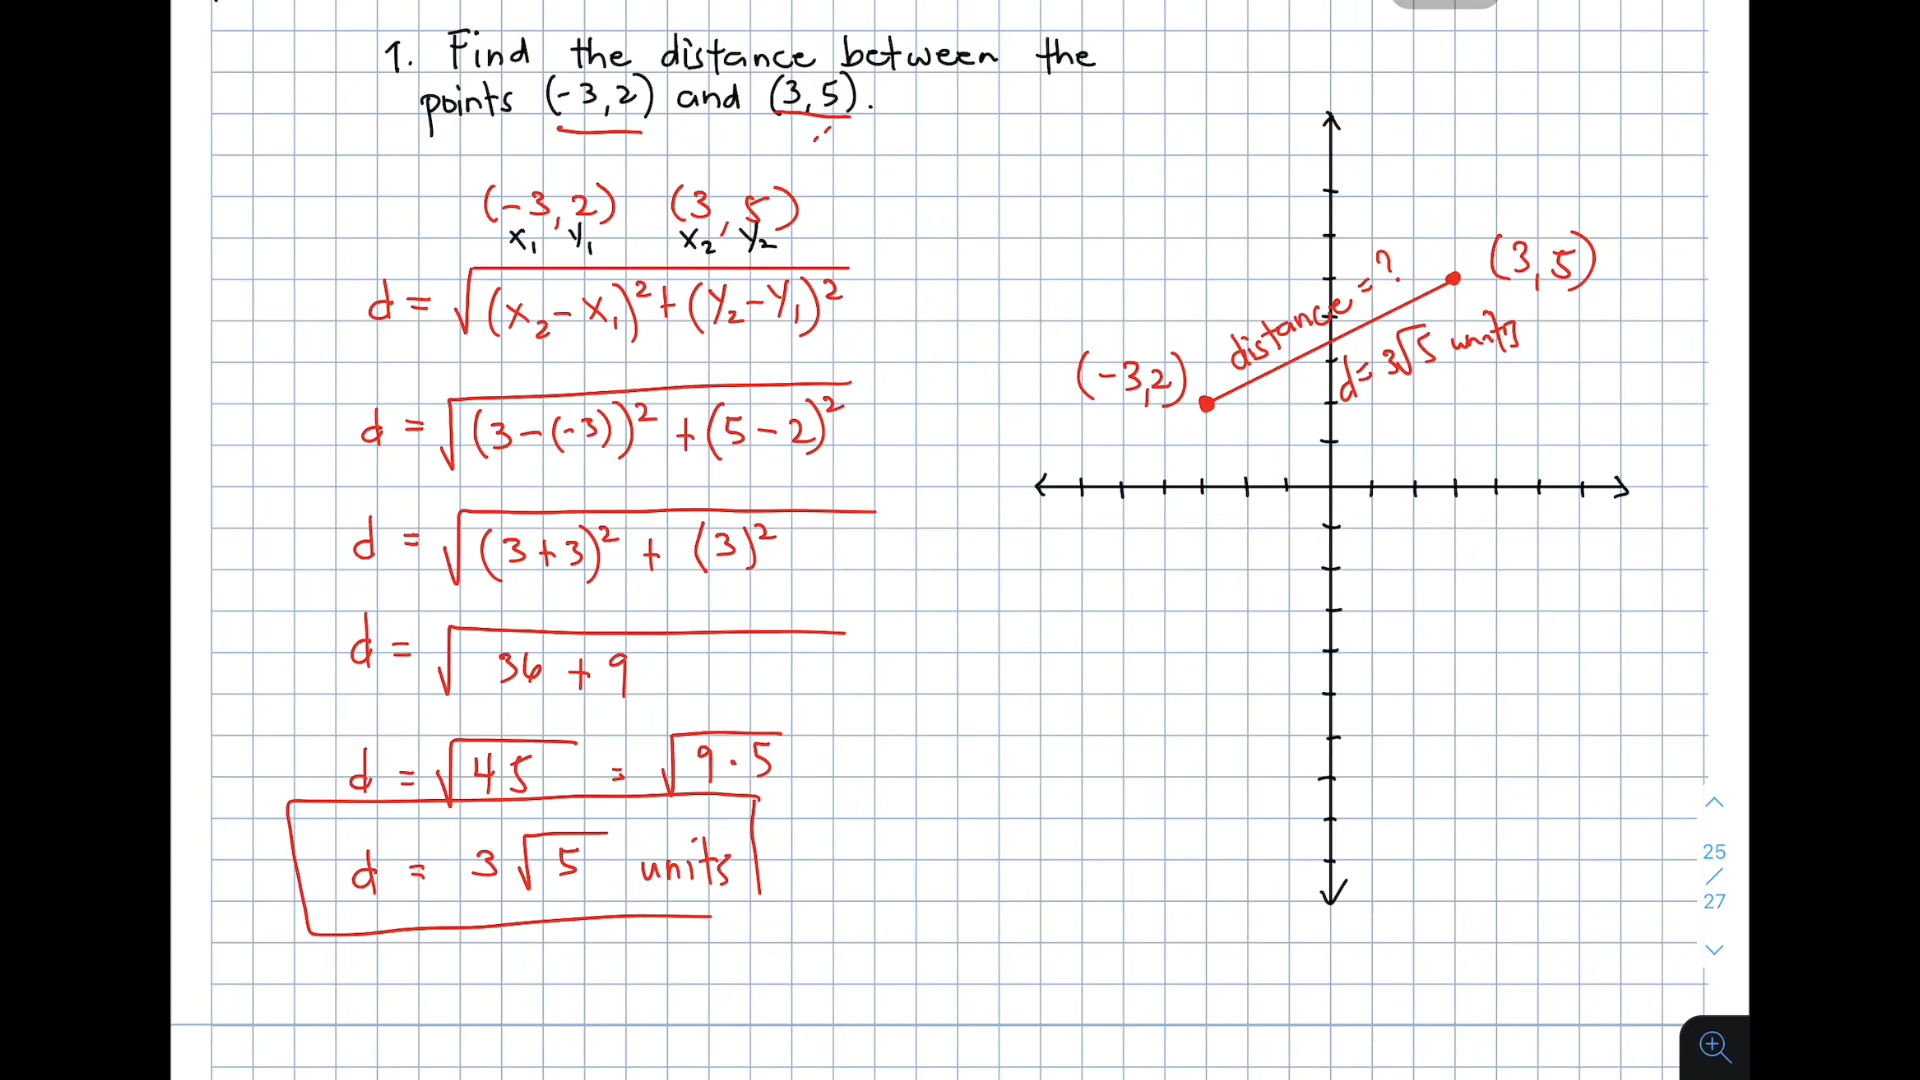 1. Find the distance between the
points (-3,2) and (3,5).
(-3,2) (3,5)
x₁ y₁ x₂ y₂
d = √((x₂-x₁)²+(y₂-y₁)²)
d = √((3-(-3))²+(5-2)²)
d = √((3+3)²+(3)²)
d = √(36+9)
d = √45 = √(9·5)
d = 3√5 units
(3,5)
distance = ?
d = 3√5 units
(-3,2)
25
/
27